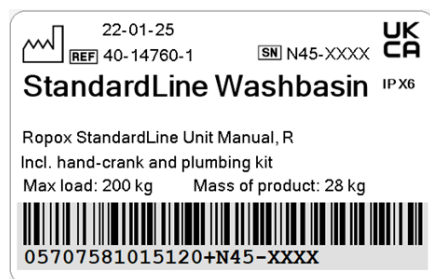 22-01-25
REF 40-14760-1
SN N45-XXXX
UK
CA
StandardLine Washbasin IPX6
Ropox StandardLine Unit Manual, R
Incl. hand-crank and plumbing kit
Max load: 200 kg Mass of product: 28 kg
05707581015120+N45-XXXX